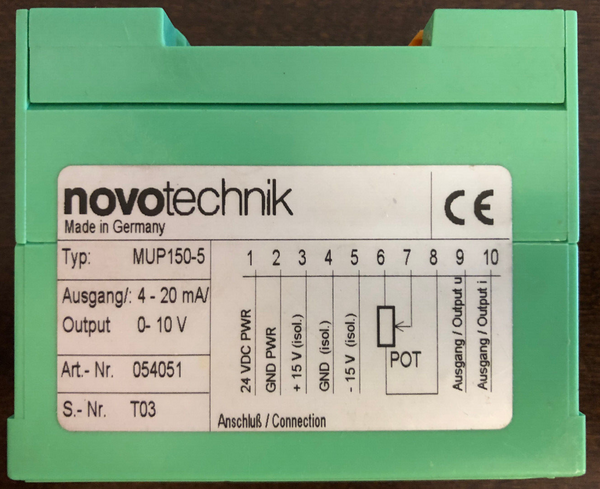 novotechnik
Made in Germany
CE
Typ: MUP150-5
Ausgang/: 4 - 20 mA/
Output 0- 10 V
Art.- Nr. 054051
S.- Nr. T03
1 2 3 4 5 6 7 8 9 10
24 VDC PWR
GND PWR
+ 15 V (isol.)
GND (isol.)
- 15 V (isol.)
POT
Ausgang / Output u
Ausgang / Output i
Anschluß / Connection